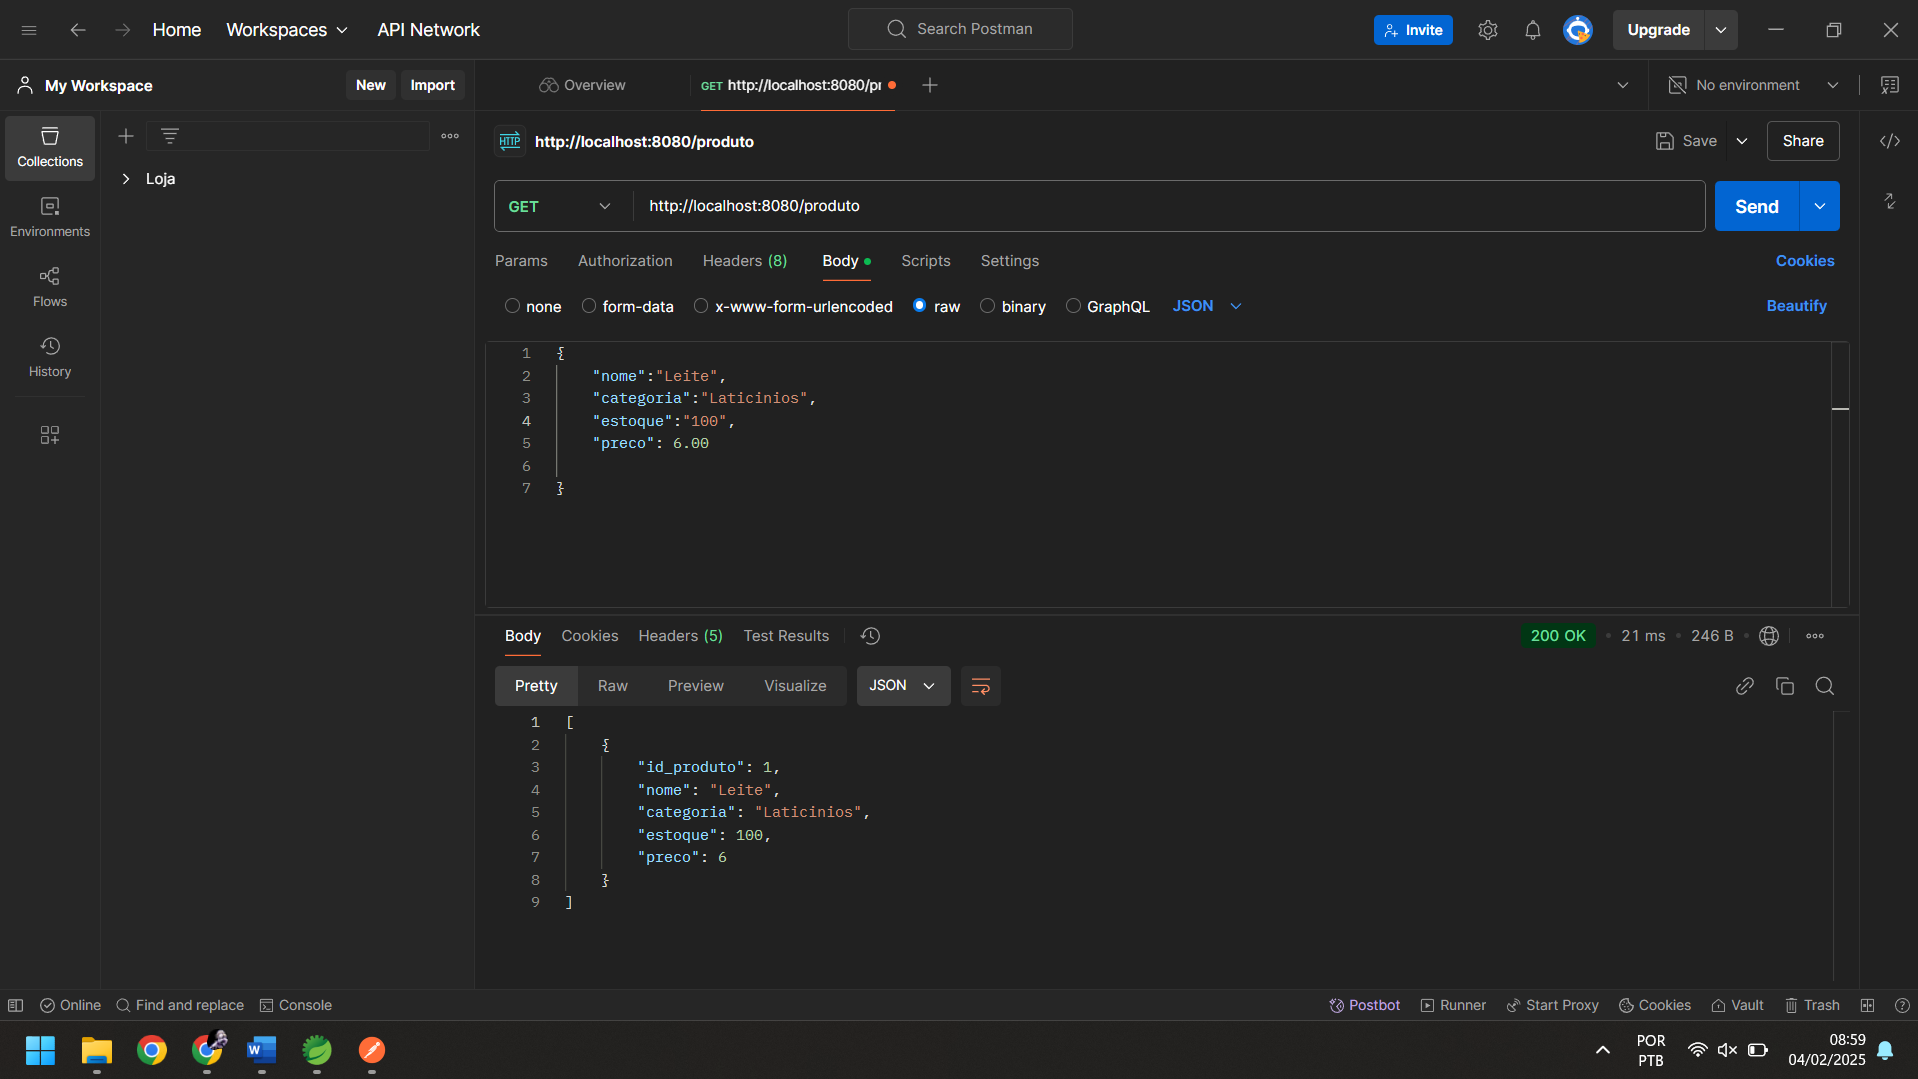 Home Workspaces API Network Search Postman Invite Upgrade
My Workspace New Import Overview GET http://localhost:8080/pr No environment
Collections
Environments
Flows
History
Loja
HTTP http://localhost:8080/produto Save Share
GET http://localhost:8080/produto Send
Params Authorization Headers (8) Body Scripts Settings Cookies
none form-data x-www-form-urlencoded raw binary GraphQL JSON Beautify
1 {
2 "nome":"Leite",
3 "categoria":"Laticinios",
4 "estoque":"100",
5 "preco": 6.00
6
7 }
Body Cookies Headers (5) Test Results 200 OK • 21 ms • 246 B •
Pretty Raw Preview Visualize JSON
1 [
2 {
3 "id_produto": 1,
4 "nome": "Leite",
5 "categoria": "Laticinios",
6 "estoque": 100,
7 "preco": 6
8 }
9 ]
Online Find and replace Console Postbot Runner Start Proxy Cookies Vault Trash
W POR 08:59
PTB 04/02/2025